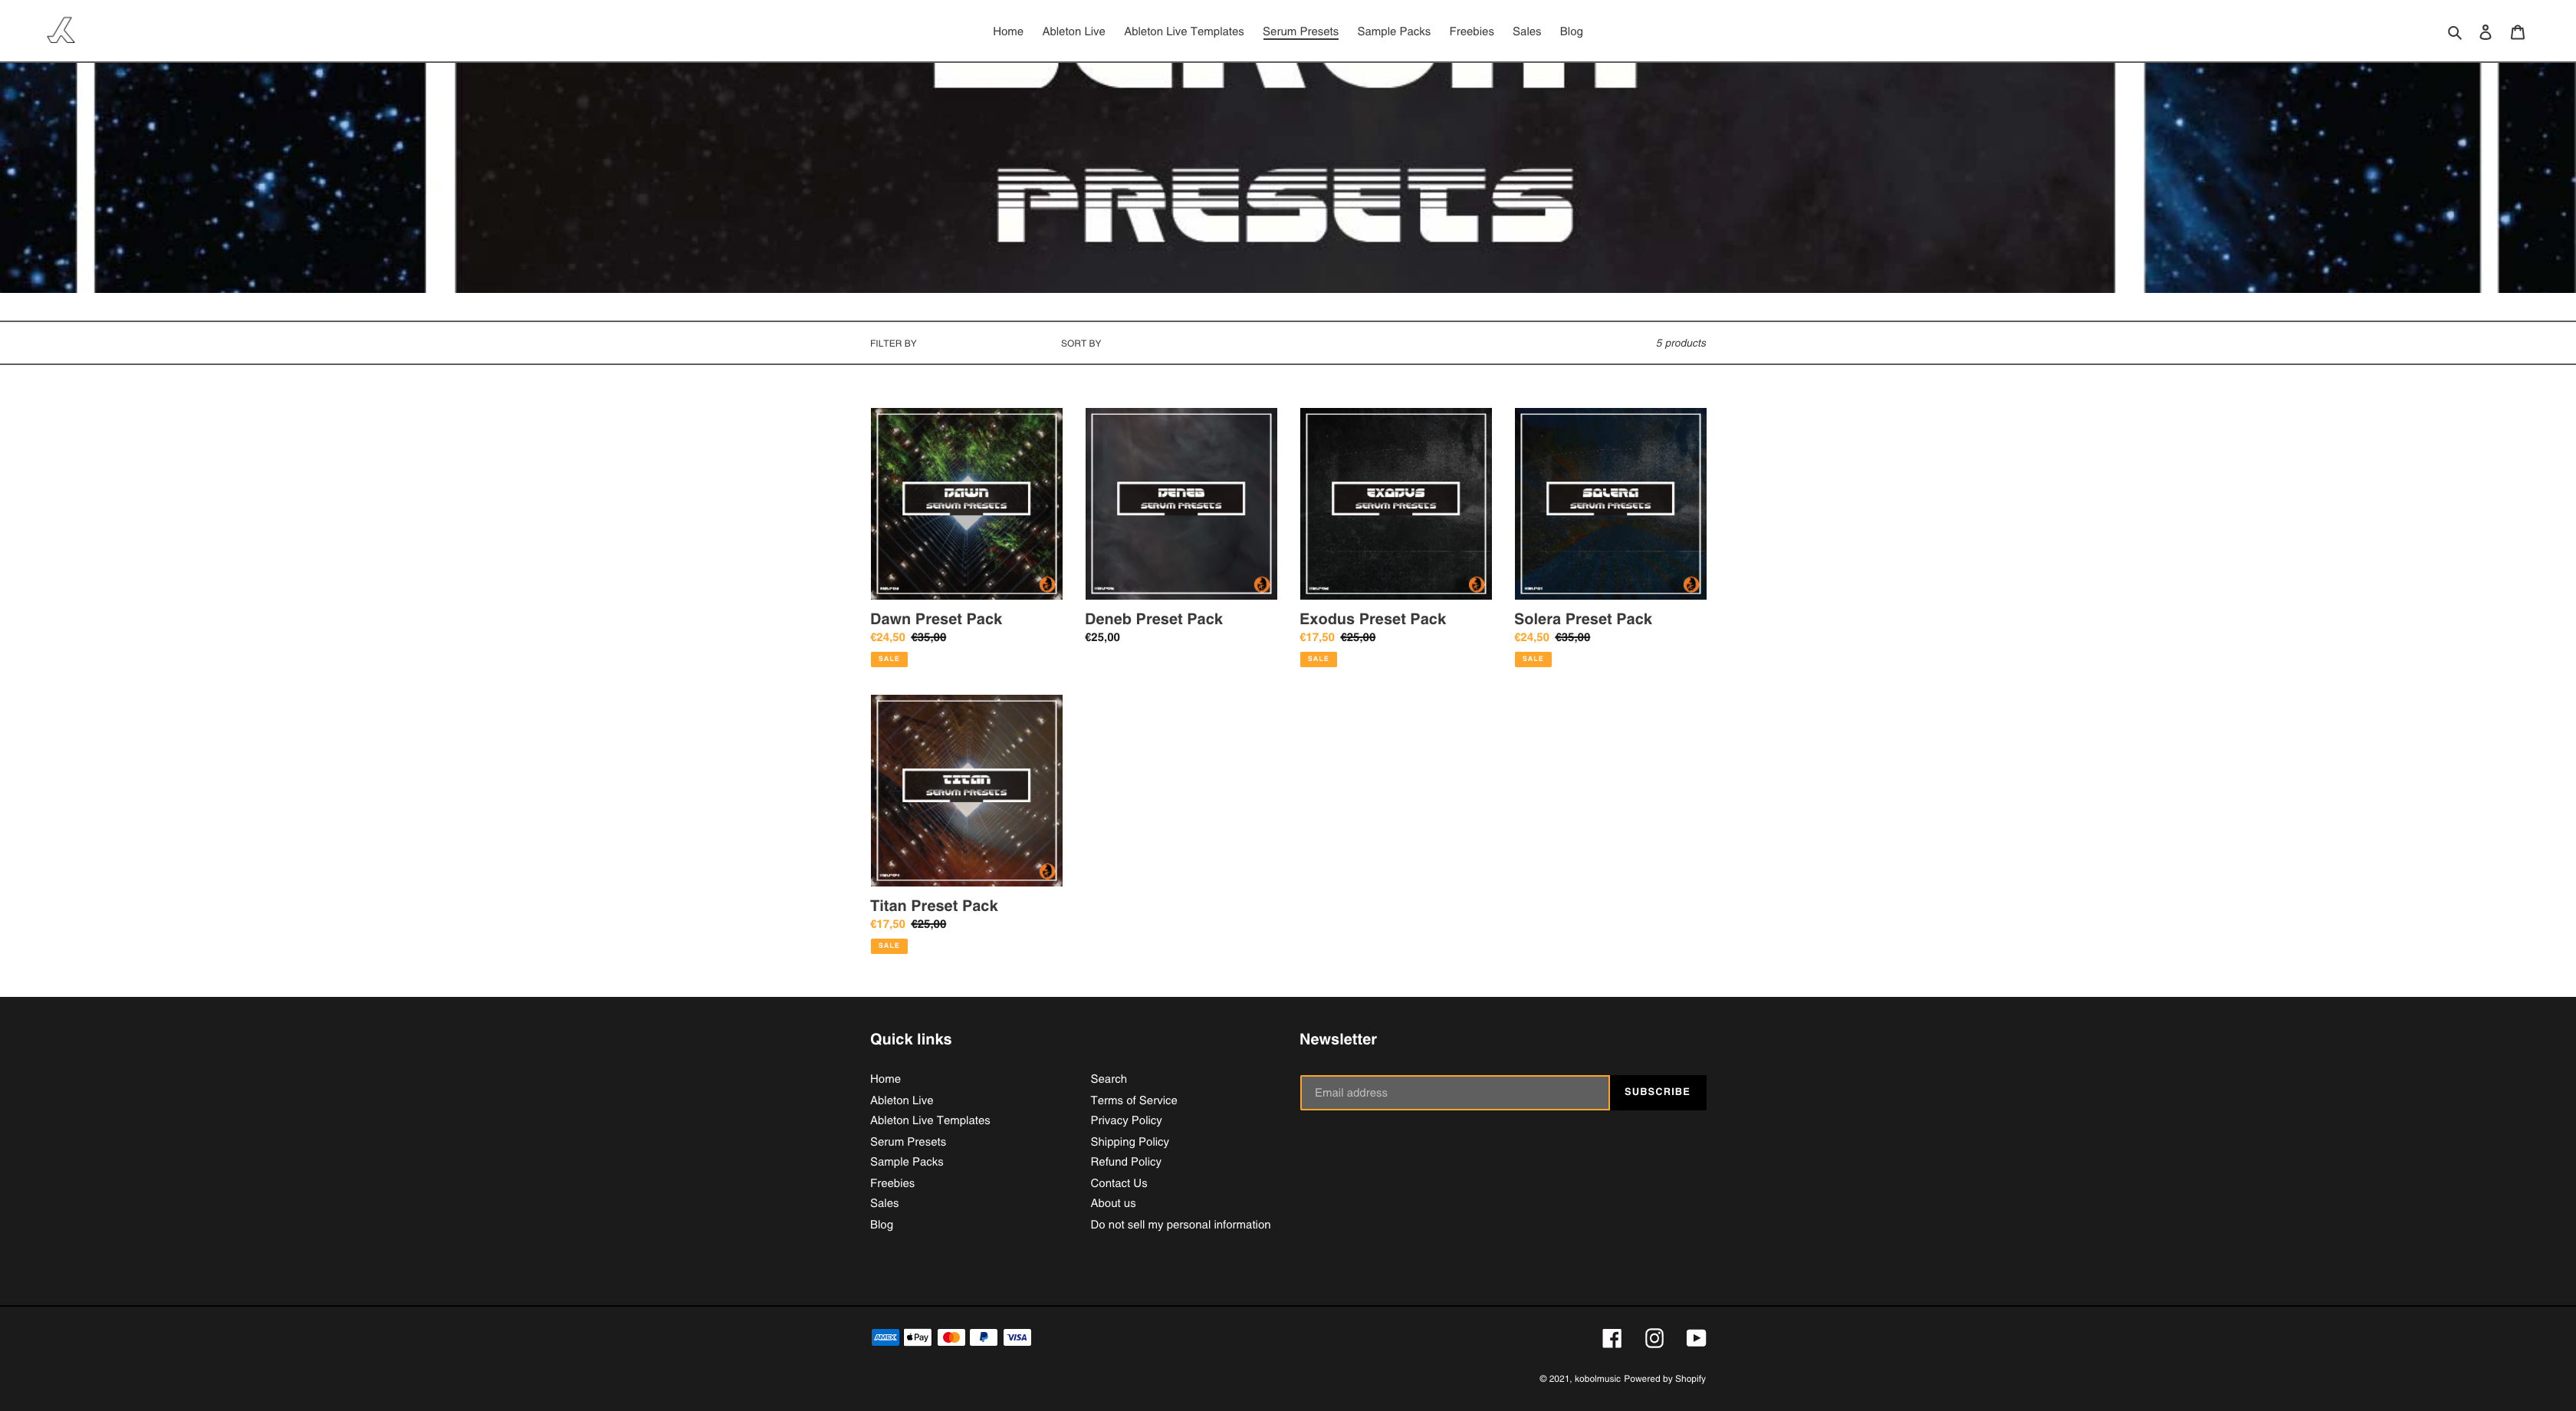 Home Ableton Live Ableton Live Templates Serum Presets Sample Packs Freebies Sales Blog
SERUM
PRESETS
FILTER BY SORT BY 5 products
DAWN
SERUM PRESETS
DENEB
SERUM PRESETS
EXODUS
SERUM PRESETS
SOLERA
SERUM PRESETS
Dawn Preset Pack
€24,50 €35,00
SALE
Deneb Preset Pack
€25,00
Exodus Preset Pack
€17,50 €25,00
SALE
Solera Preset Pack
€24,50 €35,00
SALE
TITAN
SERUM PRESETS
Titan Preset Pack
€17,50 €25,00
SALE
Quick links
Home
Ableton Live
Ableton Live Templates
Serum Presets
Sample Packs
Freebies
Sales
Blog
Search
Terms of Service
Privacy Policy
Shipping Policy
Refund Policy
Contact Us
About us
Do not sell my personal information
Newsletter
Email address SUBSCRIBE
AMEX Pay VISA
© 2021, kobolmusic Powered by Shopify